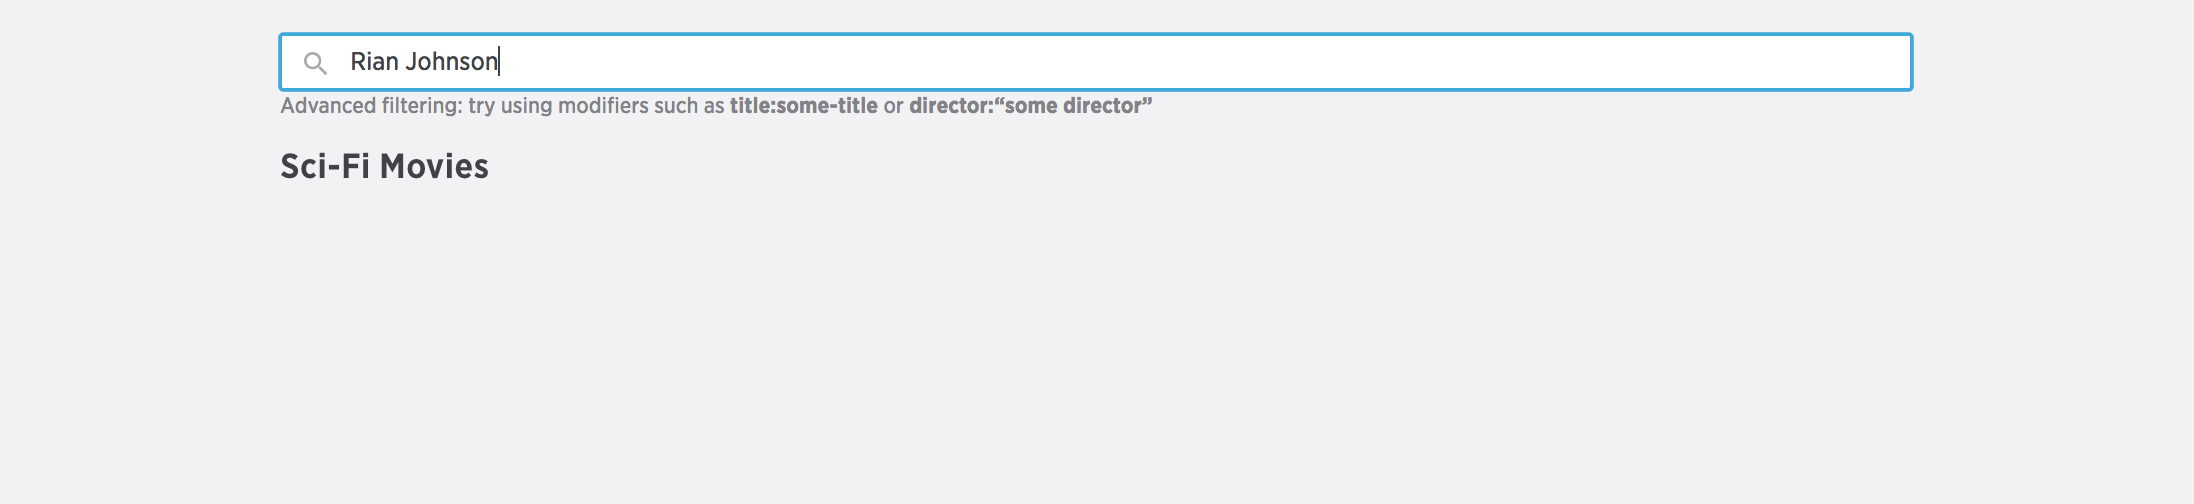 Rian Johnson
Advanced filtering: try using modifiers such as title:some-title or director:“some director”
Sci-Fi Movies